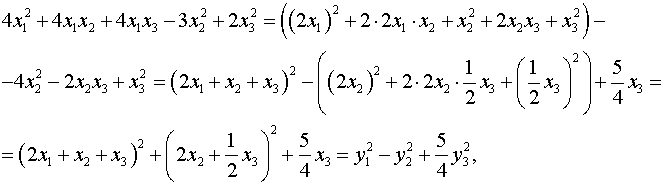 4x₁² + 4x₁x₂ + 4x₁x₃ − 3x₂² + 2x₃² = ((2x₁)² + 2·2x₁·x₂ + x₂² + 2x₂x₃ + x₃²) −
−4x₂² − 2x₂x₃ + x₃² = (2x₁ + x₂ + x₃)² − ((2x₂)² + 2·2x₂·1/2 x₃ + (1/2 x₃)²) + 5/4 x₃ =
= (2x₁ + x₂ + x₃)² + (2x₂ + 1/2 x₃)² + 5/4 x₃ = y₁² − y₂² + 5/4 y₃²,